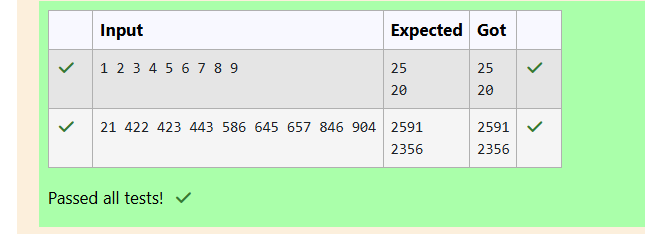 Input Expected Got
1 2 3 4 5 6 7 8 9 25 25
20 20
21 422 423 443 586 645 657 846 904 2591 2591
2356 2356
Passed all tests!